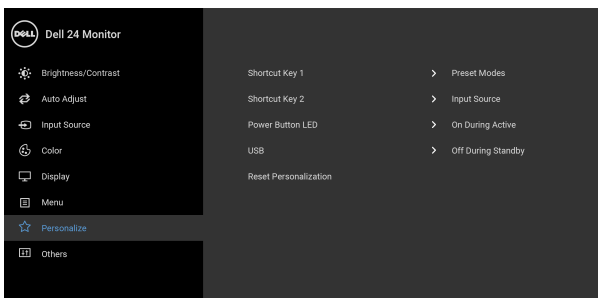 DELL Dell 24 Monitor
Brightness/Contrast
Auto Adjust
Input Source
Color
Display
Menu
Personalize
Others
Shortcut Key 1 > Preset Modes
Shortcut Key 2 > Input Source
Power Button LED > On During Active
USB > Off During Standby
Reset Personalization